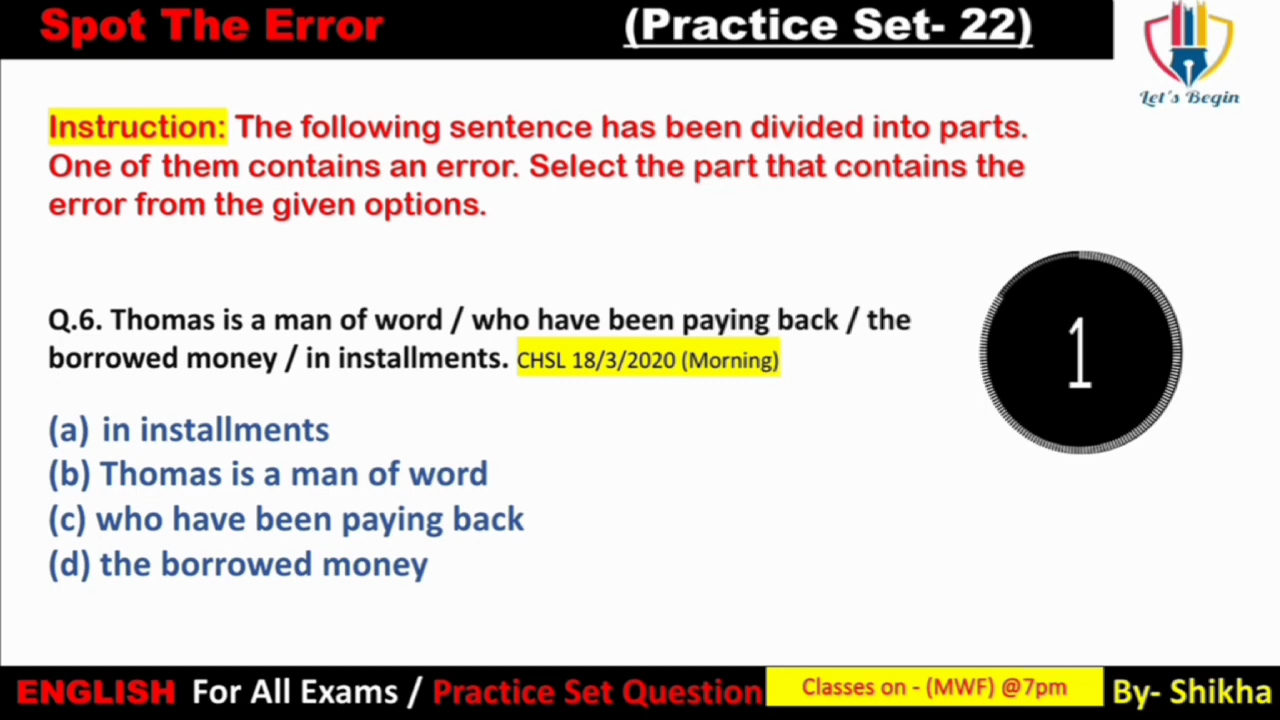 Spot The Error
(Practice Set- 22)
Let's Begin
Instruction: The following sentence has been divided into parts.
One of them contains an error. Select the part that contains the
error from the given options.
Q.6. Thomas is a man of word / who have been paying back / the
borrowed money / in installments. CHSL 18/3/2020 (Morning)
1
(a) in installments
(b) Thomas is a man of word
(c) who have been paying back
(d) the borrowed money
ENGLISH For All Exams / Practice Set Question
Classes on - (MWF) @7pm
By- Shikha